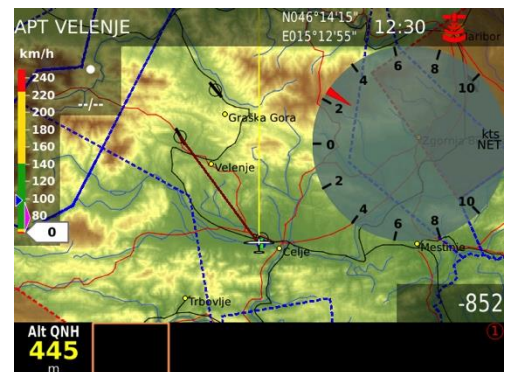 APT VELENJE
N046°14'15"
E015°12'55"
12:30
Maribor
km/h
240
220
200
180
160
140
120
100
80
0
--/--
Graška Gora
Velenje
Celje
Trbovlje
Mestinje
Zgornja B
4
6
8
10
2
0
2
4
6
8
10
kts
NET
-852
1
Alt QNH
445
m